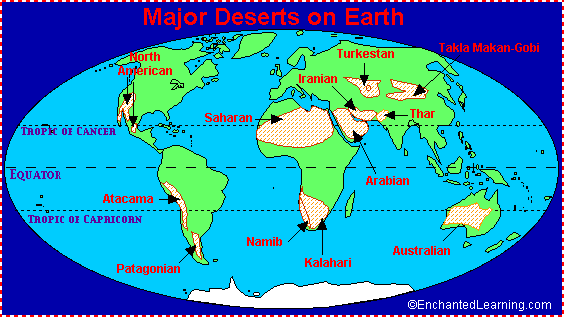 Major Deserts on Earth
North
American
Turkestan
Takla Makan-Gobi
Iranian
Saharan
Thar
Tropic of Cancer
Equator
Arabian
Atacama
Tropic of Capricorn
Namib
Kalahari
Australian
Patagonian
©EnchantedLearning.com